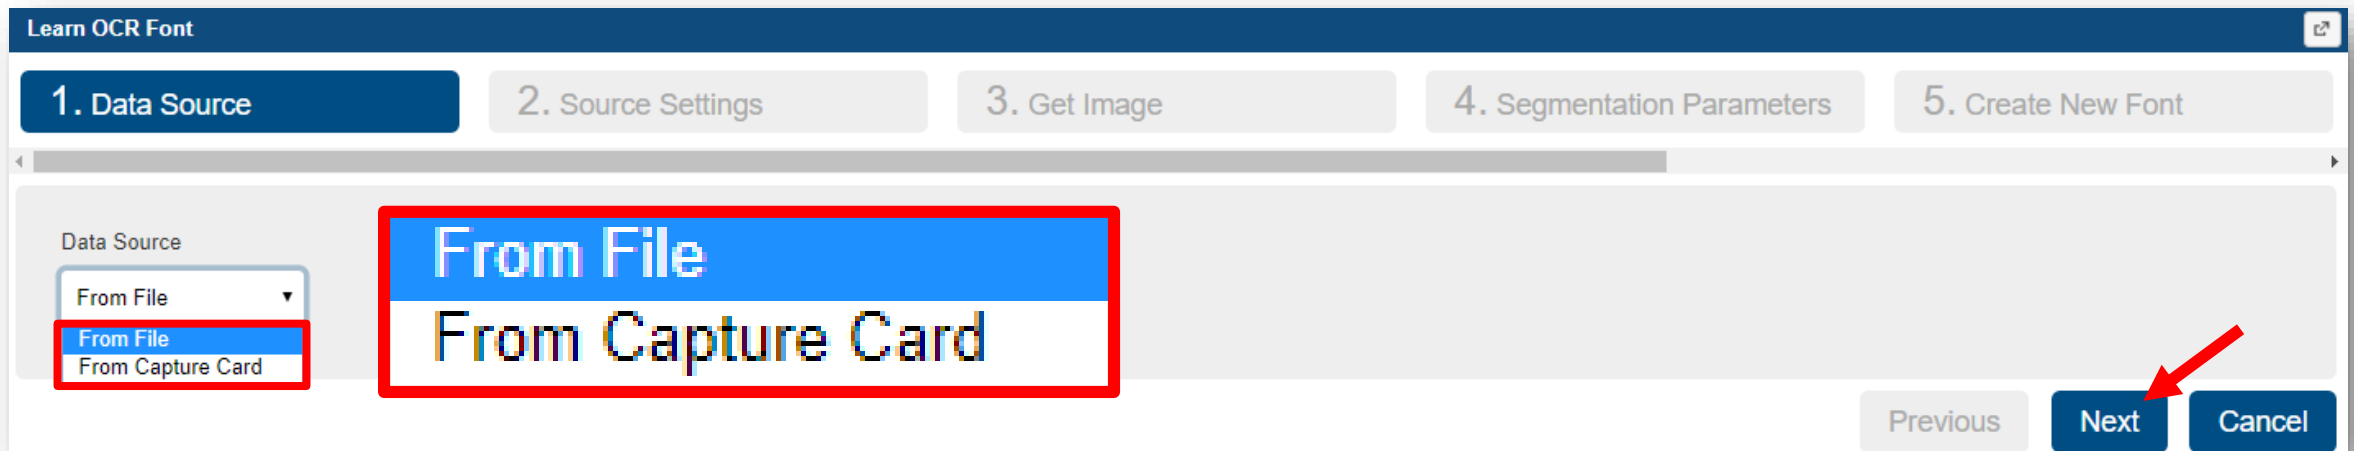 Learn OCR Font
1. Data Source
2. Source Settings
3. Get Image
4. Segmentation Parameters
5. Create New Font
Data Source
From File
From File
From Capture Card
From File
From Capture Card
Previous
Next
Cancel